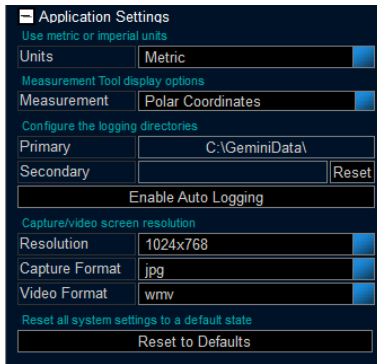 Application Settings
Use metric or imperial units
Units Metric
Measurement Tool display options
Measurement Polar Coordinates
Configure the logging directories
Primary C:\GeminiData\
Secondary Reset
Enable Auto Logging
Capture/video screen resolution
Resolution 1024x768
Capture Format jpg
Video Format wmv
Reset all system settings to a default state
Reset to Defaults